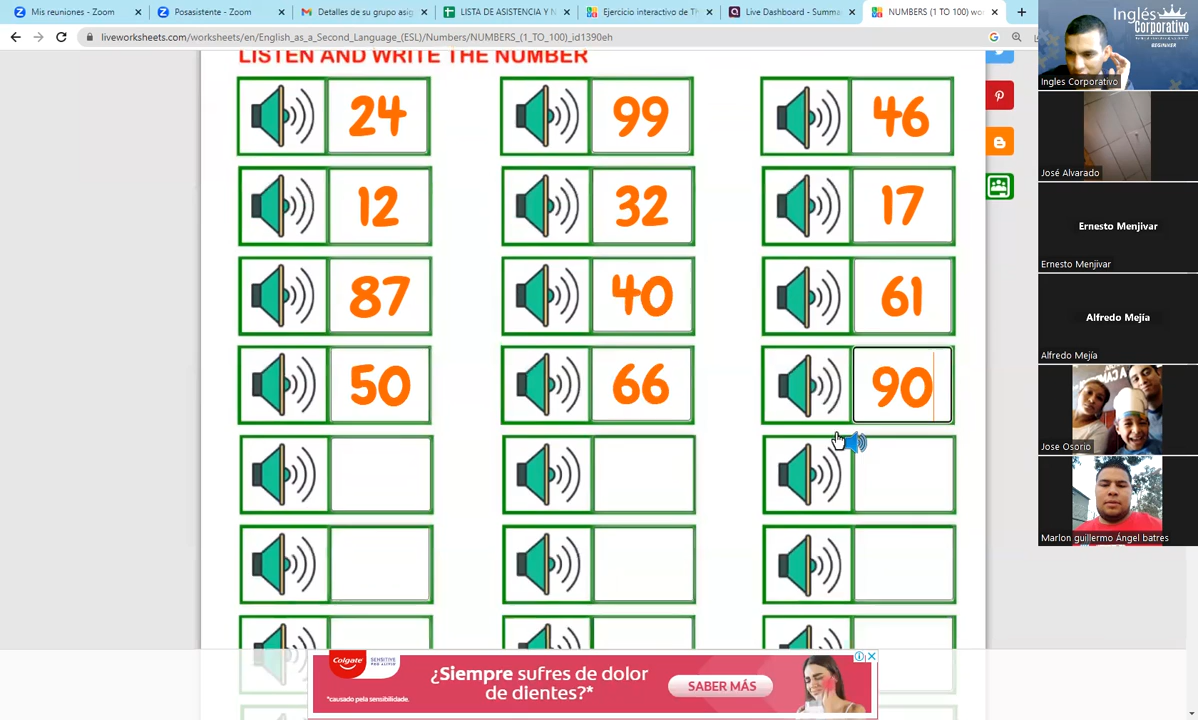 Mis reuniones - Zoom
Posasistente - Zoom
Detalles de su grupo asig
LISTA DE ASISTENCIA Y N
Ejercicio interactivo de Th
Live Dashboard - Summa
NUMBERS (1 TO 100) wo
liveworksheets.com/worksheets/en/English_as_a_Second_Language_(ESL)/Numbers/NUMBERS_(1_TO_100)_id1390eh
LISTEN AND WRITE THE NUMBER
24 99 46
12 32 17
87 40 61
50 66 90
Colgate
SENSITIVE
PRO-ALIVIO
*causado pela sensibilidade.
¿Siempre sufres de dolor
de dientes?*
SABER MÁS
Inglés
Corporativo
BEGINNER
Ingles Corporativo
José Alvarado
Ernesto Menjivar
Ernesto Menjivar
Alfredo Mejía
Alfredo Mejía
Jose Osorio
Marlon guillermo Ángel batres